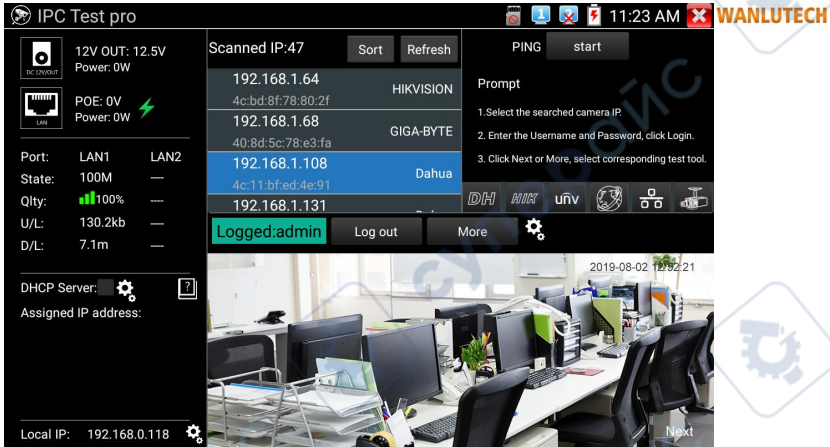 IPC Test pro
11:23 AM
WANLUTECH
DC 12V/OUT
12V OUT: 12.5V
Power: 0W
LAN
POE: 0V
Power: 0W
Port: LAN1 LAN2
State: 100M ----
Qlty: 100% ----
U/L: 130.2kb ----
D/L: 7.1m ----
DHCP Server:
?
Assigned IP address:
Local IP: 192.168.0.118
Scanned IP:47
Sort
Refresh
192.168.1.64
4c:bd:8f:78:80:2f
HIKVISION
192.168.1.68
40:8d:5c:78:e3:fa
GIGA-BYTE
192.168.1.108
4c:11:bf:ed:4e:91
Dahua
192.168.1.131
PING start
Prompt
1.Select the searched camera IP.
2. Enter the Username and Password, click Login.
3. Click Next or More, select corresponding test tool.
DH HIK unv
Logged:admin
Log out
More
2019-08-02 12:52:21
Next